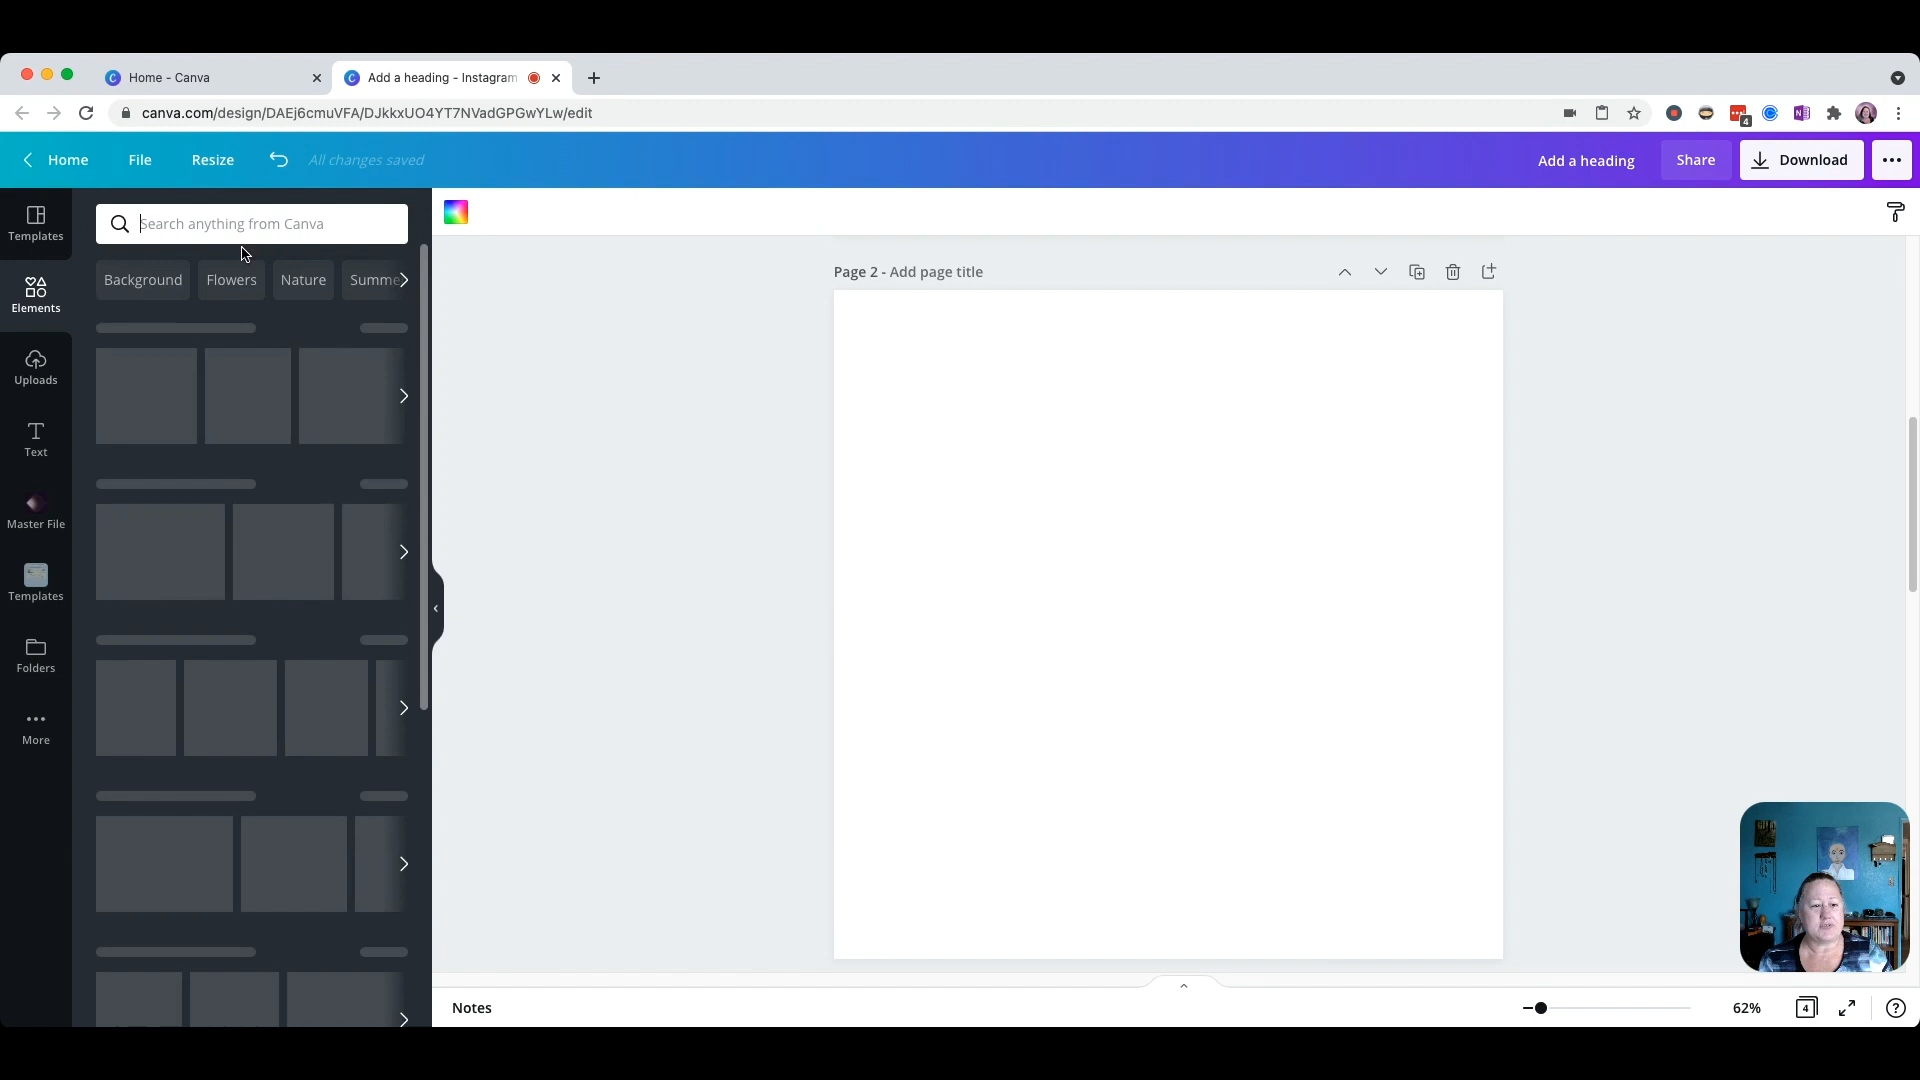 Home - Canva
Add a heading - Instagram
canva.com/design/DAEj6cmuVFA/DJkkxUO4YT7NVadGPGwYLw/edit
4
Home
File
Resize
All changes saved
Add a heading
Share
Download
Search anything from Canva
Templates
Background
Flowers
Nature
Summe
Elements
Uploads
Text
Master File
Templates
Folders
More
Page 2 - Add page title
Notes
62%
4
?